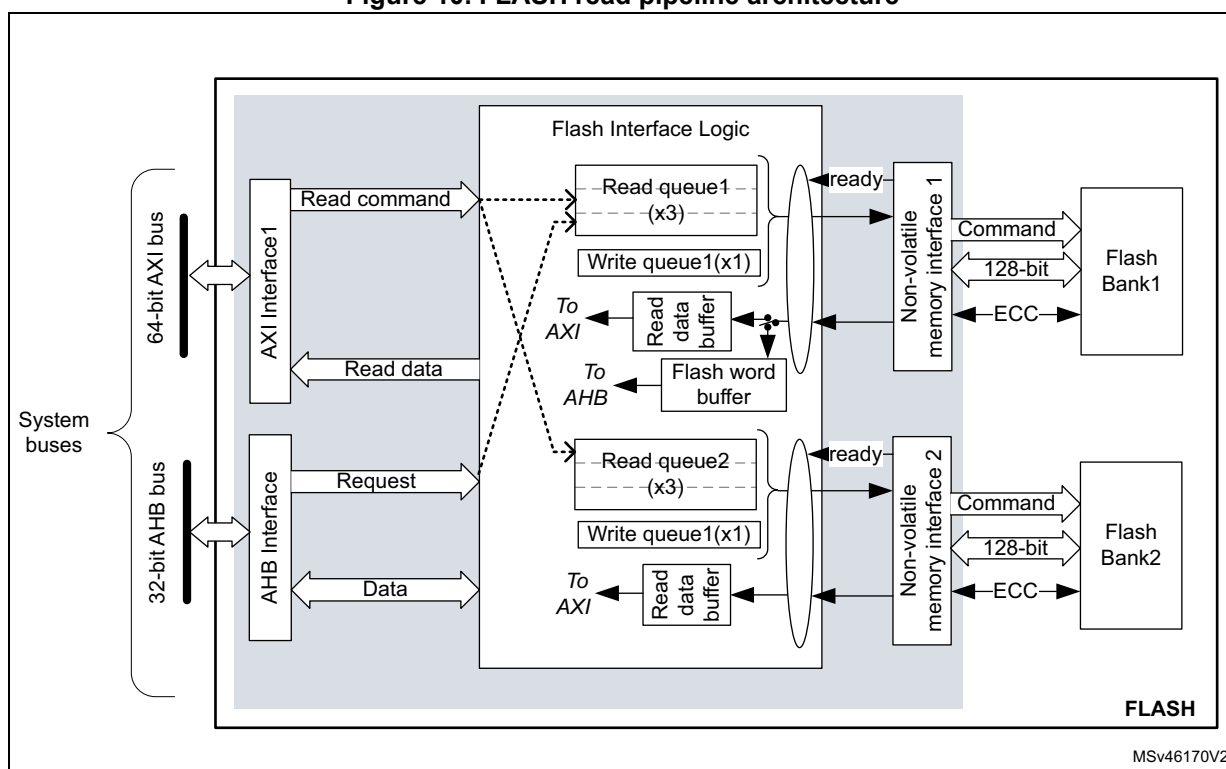 Figure 10. FLASH read pipeline architecture
Flash Interface Logic
64-bit AXI bus
AXI Interface1
Read command
Read data
Read queue1
(x3)
Write queue1(x1)
To
AXI
Read
data
buffer
To
AHB
Flash word
buffer
ready
Non-volatile
memory interface 1
Command
128-bit
ECC
Flash
Bank1
System
buses
32-bit AHB bus
AHB Interface
Request
Data
Read queue2
(x3)
Write queue1(x1)
To
AXI
Read
data
buffer
ready
Non-volatile
memory interface 2
Command
128-bit
ECC
Flash
Bank2
FLASH
MSv46170V2